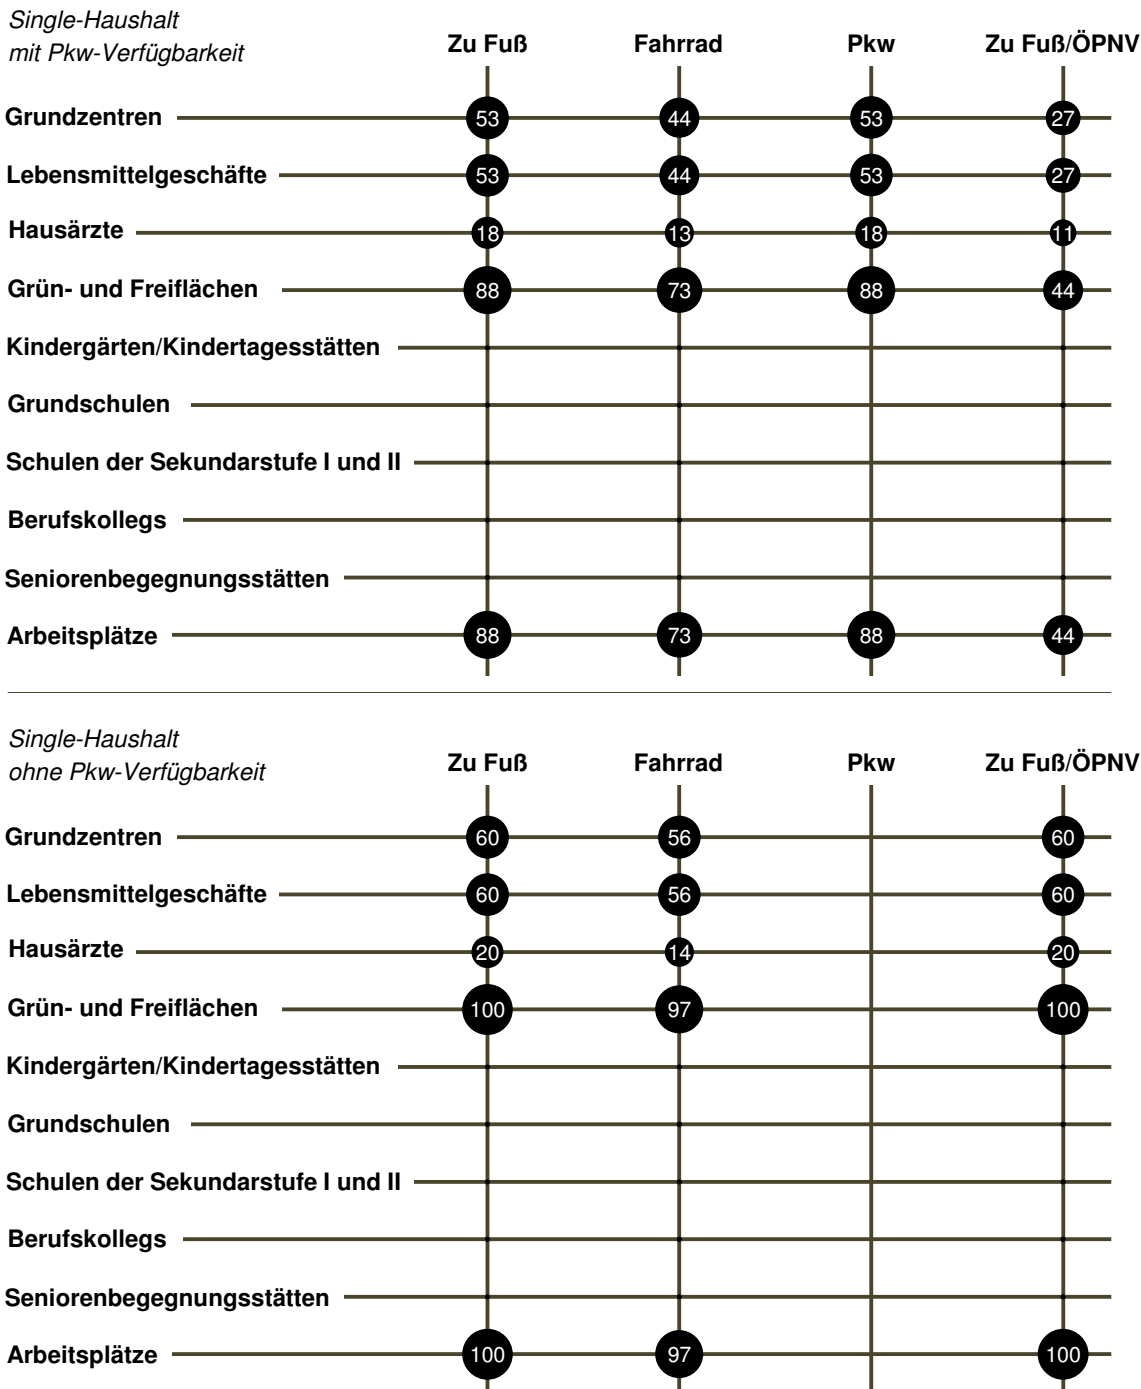 Single-Haushalt
mit Pkw-Verfügbarkeit
Zu Fuß Fahrrad Pkw Zu Fuß/ÖPNV
Grundzentren 53 44 53 27
Lebensmittelgeschäfte 53 44 53 27
Hausärzte 18 13 18 11
Grün- und Freiflächen 88 73 88 44
Kindergärten/Kindertagesstätten
Grundschulen
Schulen der Sekundarstufe I und II
Berufskollegs
Seniorenbegegnungsstätten
Arbeitsplätze 88 73 88 44
Single-Haushalt
ohne Pkw-Verfügbarkeit
Zu Fuß Fahrrad Pkw Zu Fuß/ÖPNV
Grundzentren 60 56 60
Lebensmittelgeschäfte 60 56 60
Hausärzte 20 14 20
Grün- und Freiflächen 100 97 100
Kindergärten/Kindertagesstätten
Grundschulen
Schulen der Sekundarstufe I und II
Berufskollegs
Seniorenbegegnungsstätten
Arbeitsplätze 100 97 100